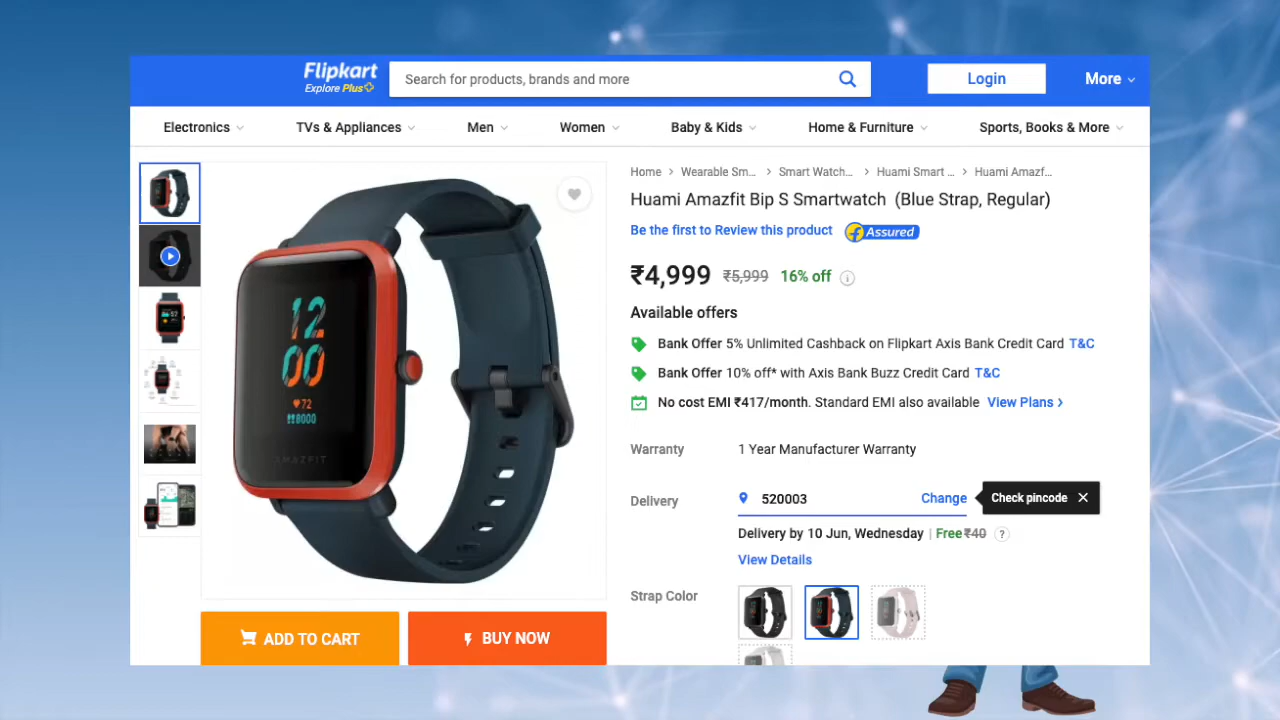 Flipkart
Explore Plus
Search for products, brands and more
Login
More
Electronics
TVs & Appliances
Men
Women
Baby & Kids
Home & Furniture
Sports, Books & More
Home
Wearable Sm...
Smart Watch...
Huami Smart ...
Huami Amazf...
Huami Amazfit Bip S Smartwatch (Blue Strap, Regular)
Be the first to Review this product
f Assured
₹4,999 ₹5,999 16% off i
Available offers
Bank Offer 5% Unlimited Cashback on Flipkart Axis Bank Credit Card T&C
Bank Offer 10% off* with Axis Bank Buzz Credit Card T&C
No cost EMI ₹417/month. Standard EMI also available View Plans
Warranty
1 Year Manufacturer Warranty
Delivery
520003
Change
Check pincode
Delivery by 10 Jun, Wednesday | Free ₹40 ?
View Details
Strap Color
12
00
72
8000
AMAZFIT
ADD TO CART
BUY NOW